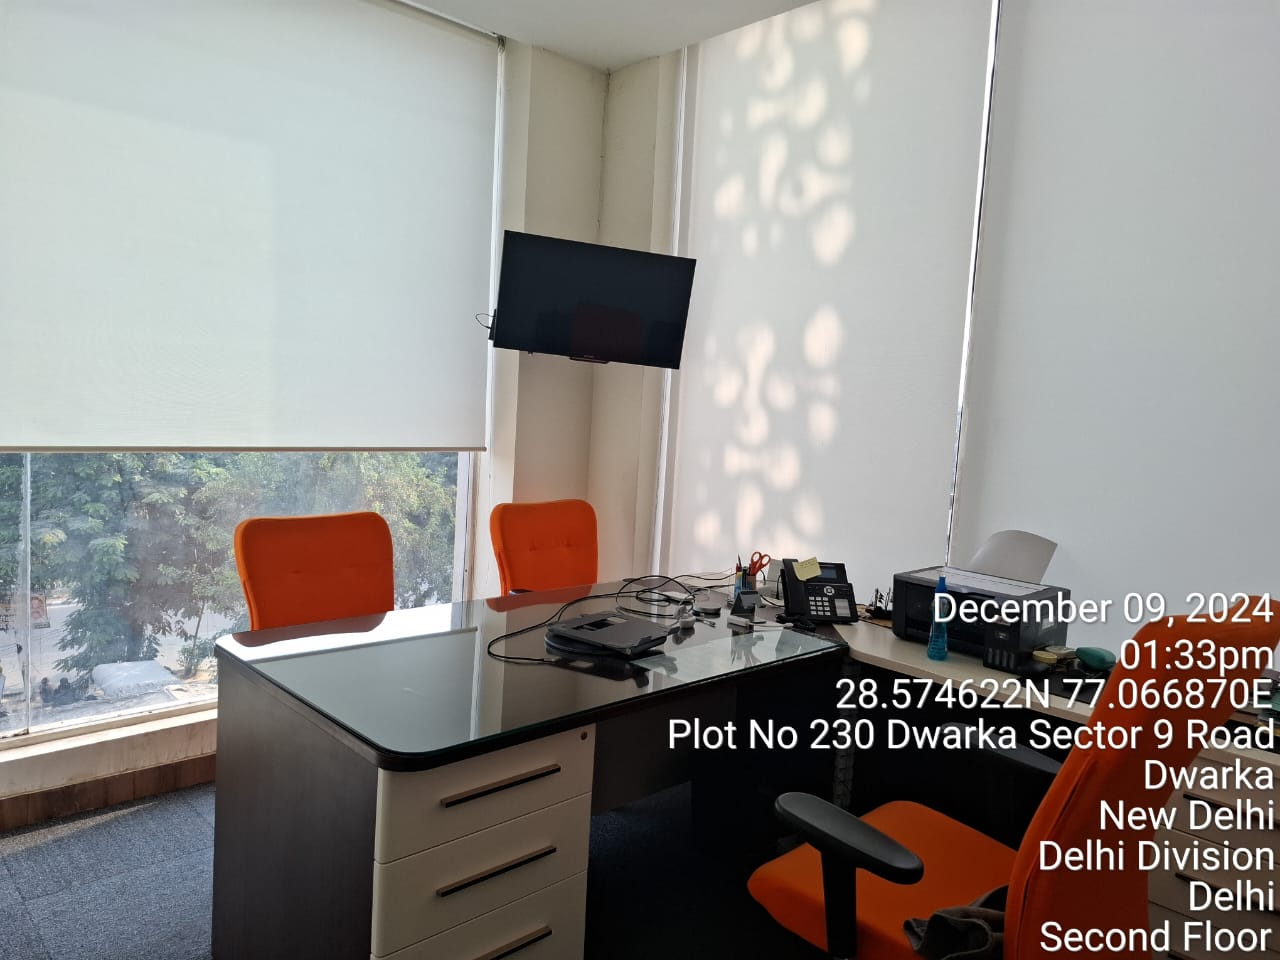 December 09, 2024
01:33pm
28.574622N 77.066870E
Plot No 230 Dwarka Sector 9 Road
Dwarka
New Delhi
Delhi Division
Delhi
Second Floor